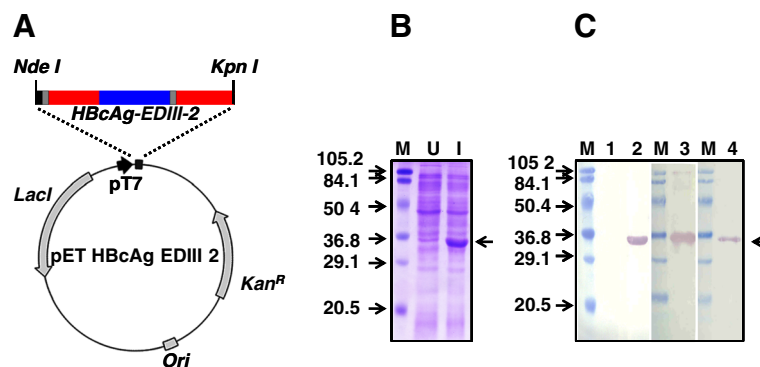 A
Nde I Kpn I
HBcAg-EDIII-2
pT7
LacI
pET HBcAg EDIII 2
Kan^R
Ori
B
M U I
105.2
84.1
50 4
36.8
29.1
20.5
C
M 1 2 M 3 M 4
105 2
84.1
50.4
36.8
29.1
20.5